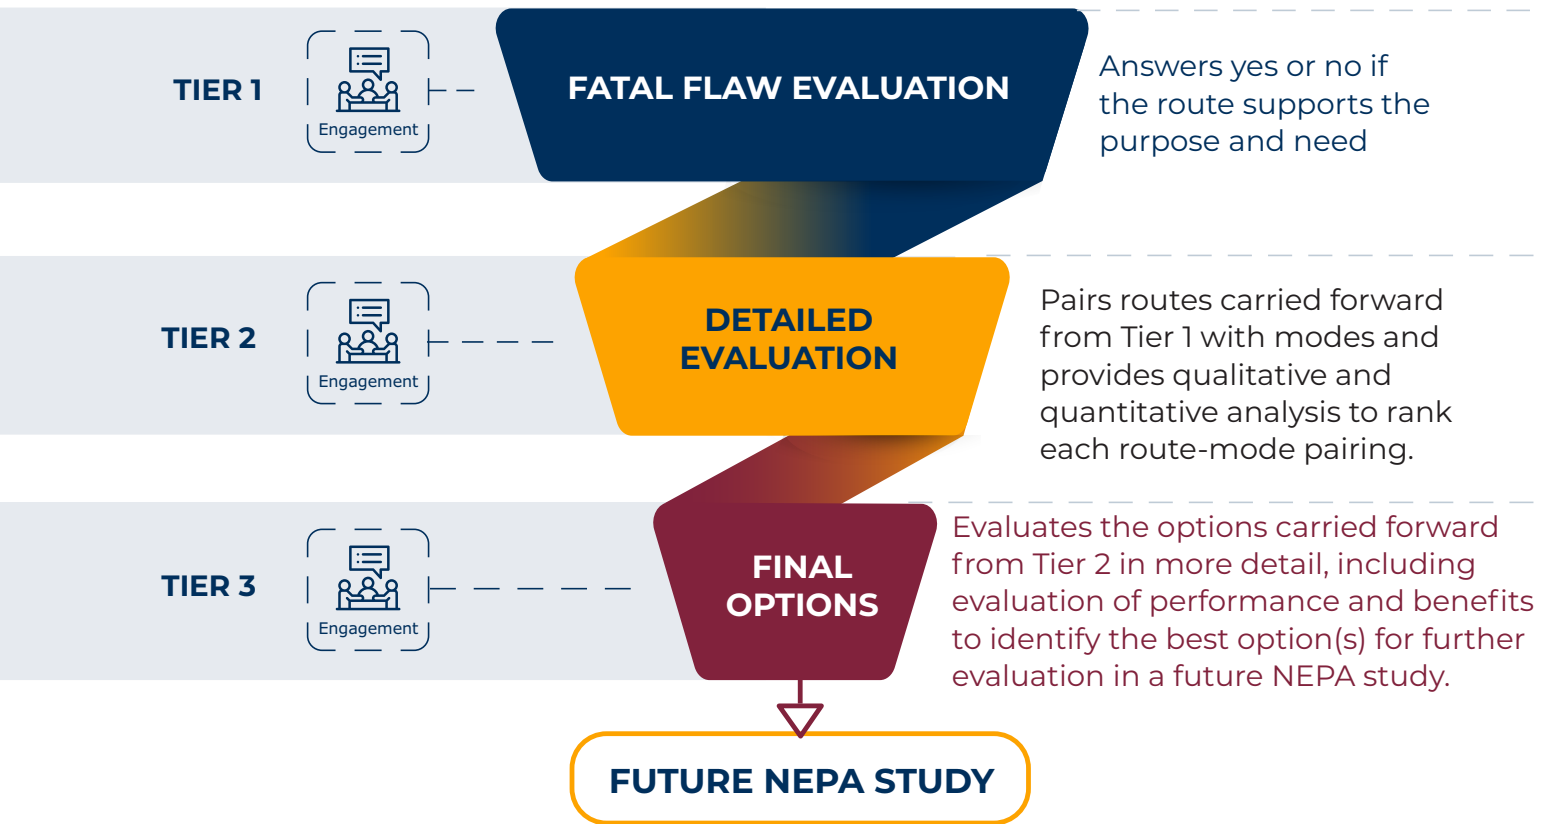 TIER 1
Engagement
FATAL FLAW EVALUATION
Answers yes or no if
the route supports the
purpose and need
TIER 2
Engagement
DETAILED
EVALUATION
Pairs routes carried forward
from Tier 1 with modes and
provides qualitative and
quantitative analysis to rank
each route-mode pairing.
TIER 3
Engagement
FINAL
OPTIONS
Evaluates the options carried forward
from Tier 2 in more detail, including
evaluation of performance and benefits
to identify the best option(s) for further
evaluation in a future NEPA study.
FUTURE NEPA STUDY